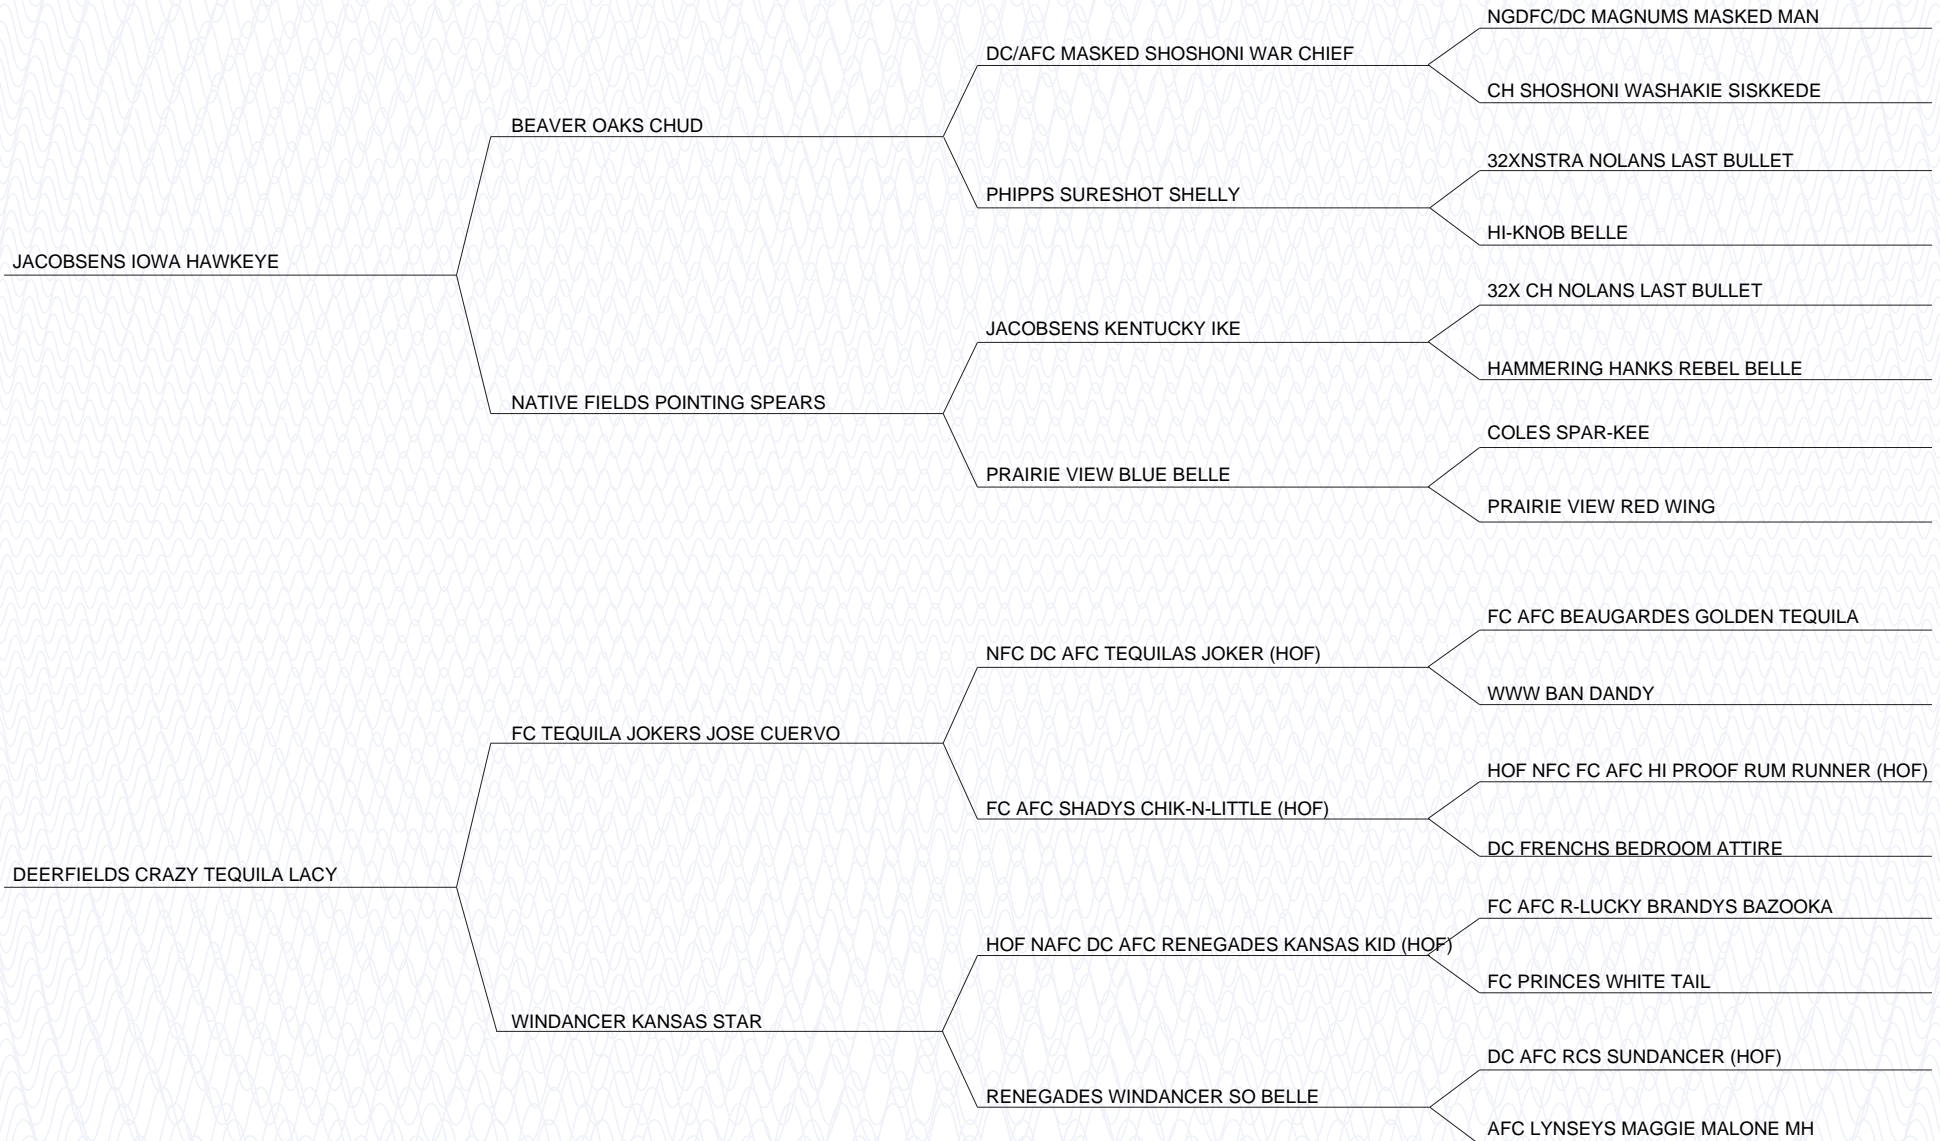 NGDFC/DC MAGNUMS MASKED MAN
DC/AFC MASKED SHOSHONI WAR CHIEF
CH SHOSHONI WASHAKIE SISKKEDE
BEAVER OAKS CHUD
32XNSTRA NOLANS LAST BULLET
PHIPPS SURESHOT SHELLY
HI-KNOB BELLE
JACOBSENS IOWA HAWKEYE
32X CH NOLANS LAST BULLET
JACOBSENS KENTUCKY IKE
HAMMERING HANKS REBEL BELLE
NATIVE FIELDS POINTING SPEARS
COLES SPAR-KEE
PRAIRIE VIEW BLUE BELLE
PRAIRIE VIEW RED WING
FC AFC BEAUGARDES GOLDEN TEQUILA
NFC DC AFC TEQUILAS JOKER (HOF)
WWW BAN DANDY
FC TEQUILA JOKERS JOSE CUERVO
HOF NFC FC AFC HI PROOF RUM RUNNER (HOF)
FC AFC SHADYS CHIK-N-LITTLE (HOF)
DC FRENCHS BEDROOM ATTIRE
DEERFIELDS CRAZY TEQUILA LACY
FC AFC R-LUCKY BRANDYS BAZOOKA
HOF NAFC DC AFC RENEGADES KANSAS KID (HOF)
FC PRINCES WHITE TAIL
WINDANCER KANSAS STAR
DC AFC RCS SUNDANCER (HOF)
RENEGADES WINDANCER SO BELLE
AFC LYNSEYS MAGGIE MALONE MH